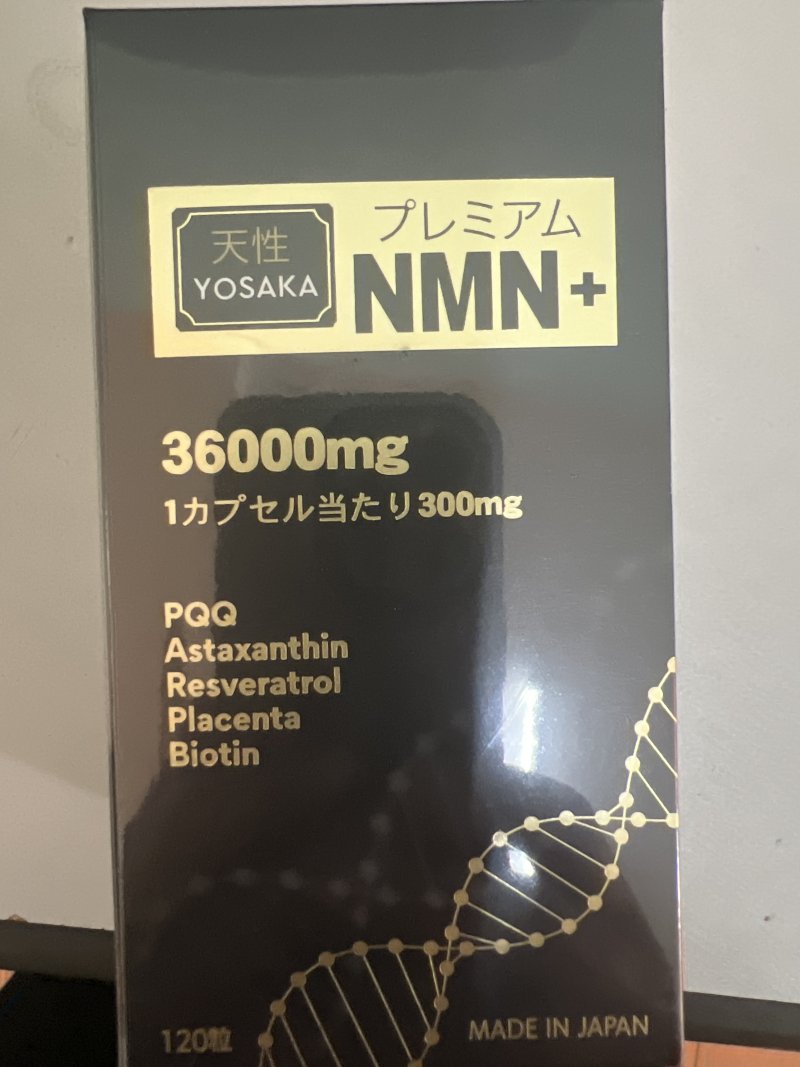 天性
YOSAKA
プレミアム
NMN+
36000mg
1カプセル当たり300mg
PQQ
Astaxanthin
Resveratrol
Placenta
Biotin
120粒
MADE IN JAPAN